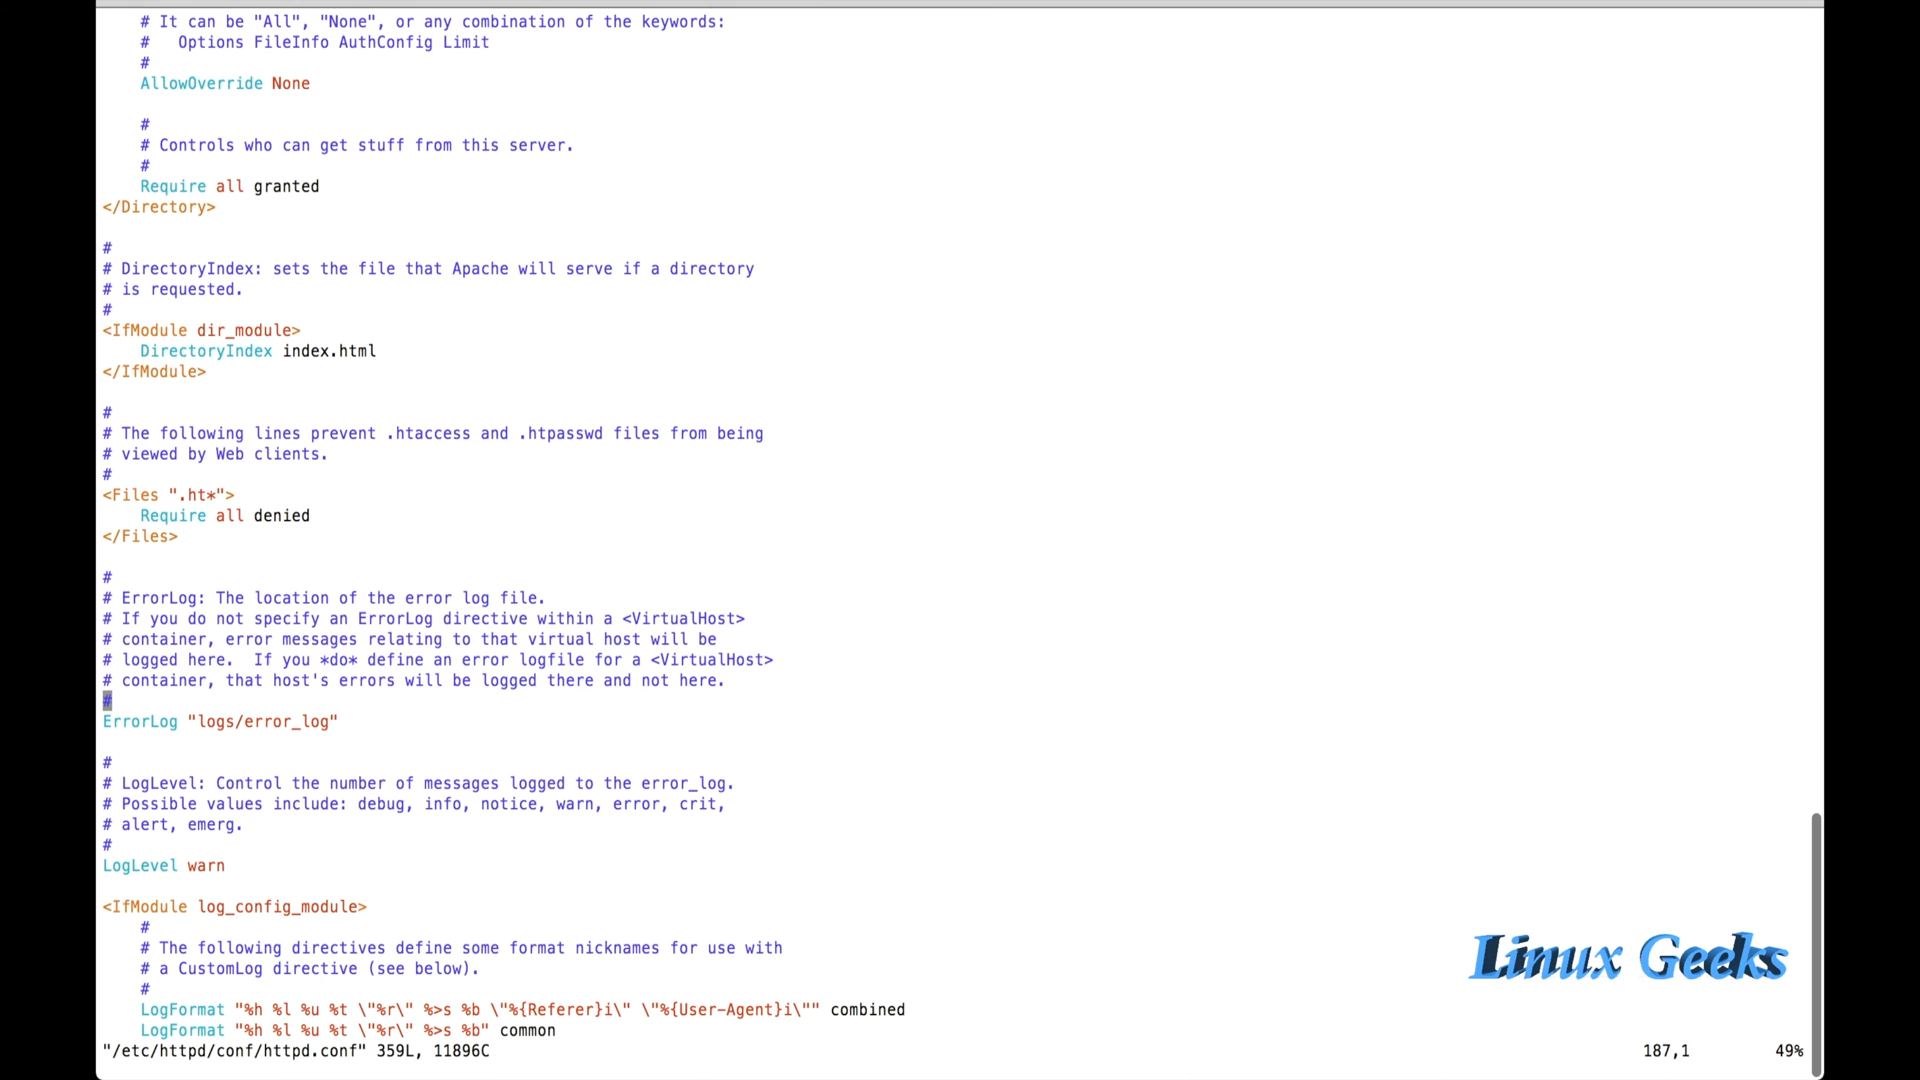 # It can be "All", "None", or any combination of the keywords:
#   Options FileInfo AuthConfig Limit
#
AllowOverride None
#
# Controls who can get stuff from this server.
#
Require all granted
</Directory>
#
# DirectoryIndex: sets the file that Apache will serve if a directory
# is requested.
#
<IfModule dir_module>
DirectoryIndex index.html
</IfModule>
#
# The following lines prevent .htaccess and .htpasswd files from being
# viewed by Web clients.
#
<Files ".ht*">
Require all denied
</Files>
#
# ErrorLog: The location of the error log file.
# If you do not specify an ErrorLog directive within a <VirtualHost>
# container, error messages relating to that virtual host will be
# logged here.  If you *do* define an error logfile for a <VirtualHost>
# container, that host's errors will be logged there and not here.
#
ErrorLog "logs/error_log"
#
# LogLevel: Control the number of messages logged to the error_log.
# Possible values include: debug, info, notice, warn, error, crit,
# alert, emerg.
#
LogLevel warn
<IfModule log_config_module>
#
# The following directives define some format nicknames for use with
# a CustomLog directive (see below).
#
LogFormat "%h %l %u %t \"%r\" %>s %b \"%{Referer}i\" \"%{User-Agent}i\"" combined
LogFormat "%h %l %u %t \"%r\" %>s %b" common
"/etc/httpd/conf/httpd.conf" 359L, 11896C 187,1 49%
Linux Geeks